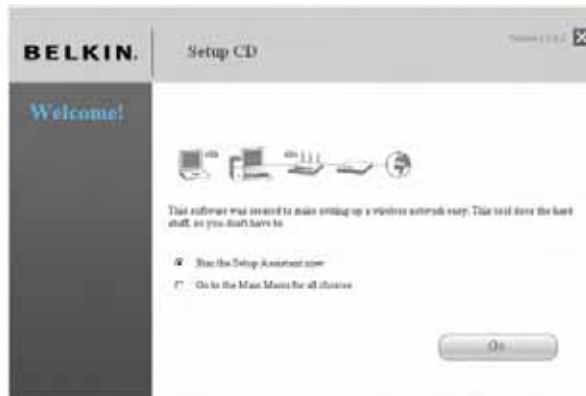 BELKIN.
Setup CD
Welcome!
This software was created to make setting up a wireless network easy. This tool does the hard
stuff, so you don't have to.
Run the Setup Assistant now
Go to the Main Menu for all choices
Go